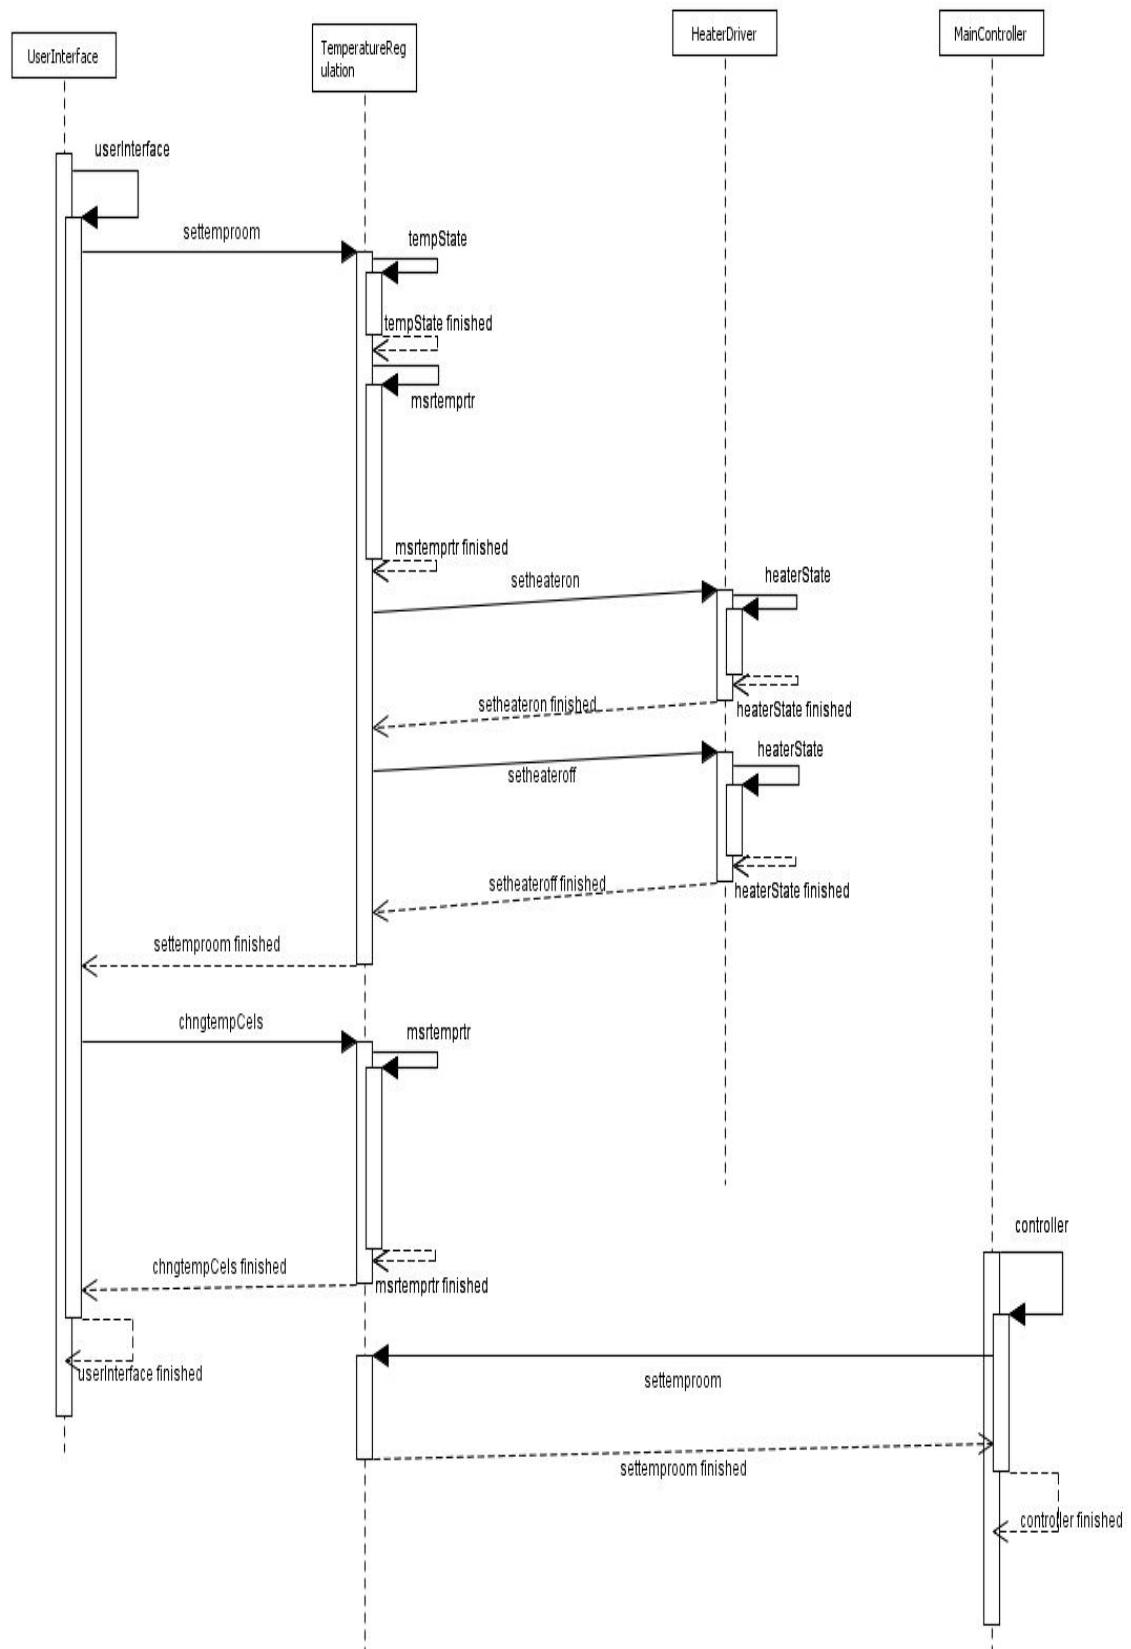 UserInterface
TemperatureReg
ulation
HeaterDriver
MainController
userInterface
settemproom
tempState
tempState finished
msrtemprtr
msrtemprtr finished
setheateron
heaterState
setheateron finished
heaterState finished
heaterState
setheateroff
setheateroff finished
heaterState finished
settemproom finished
chngtempCels
msrtemprtr
controller
chngtempCels finished
msrtemprtr finished
userInterface finished
settemproom
settemproom finished
controller finished